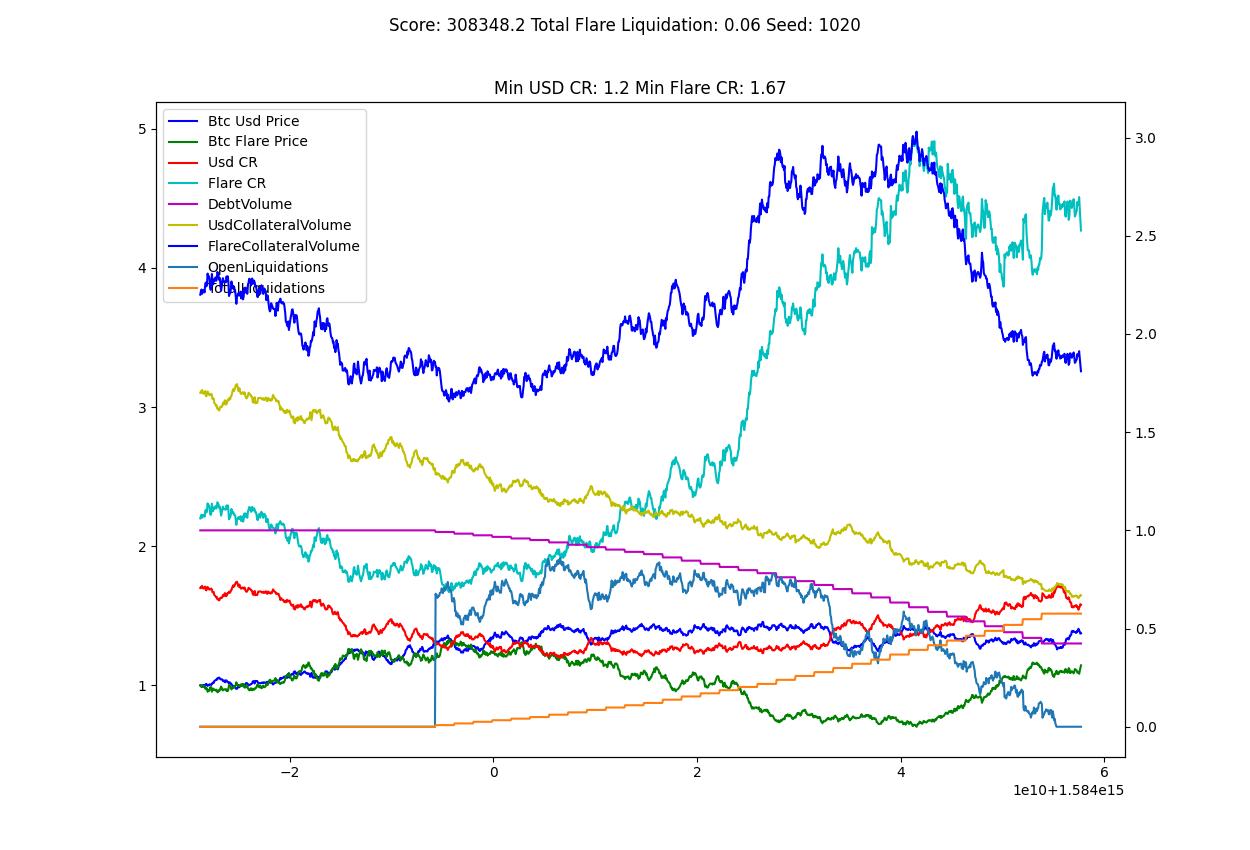 Score: 308348.2 Total Flare Liquidation: 0.06 Seed: 1020
Min USD CR: 1.2 Min Flare CR: 1.67
Btc Usd Price
Btc Flare Price
Usd CR
Flare CR
DebtVolume
UsdCollateralVolume
FlareCollateralVolume
OpenLiquidations
TotalLiquidations
5
4
3
2
1
3.0
2.5
2.0
1.5
1.0
0.5
0.0
−2 0 2 4 6
1e10+1.584e15